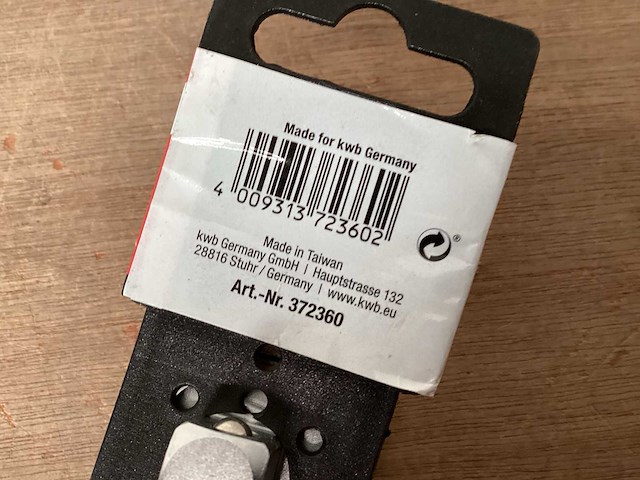 Made for kwb Germany
4 009313 723602
®
Made in Taiwan
kwb Germany GmbH | Hauptstrasse 132
28816 Stuhr / Germany | www.kwb.eu
Art.-Nr. 372360